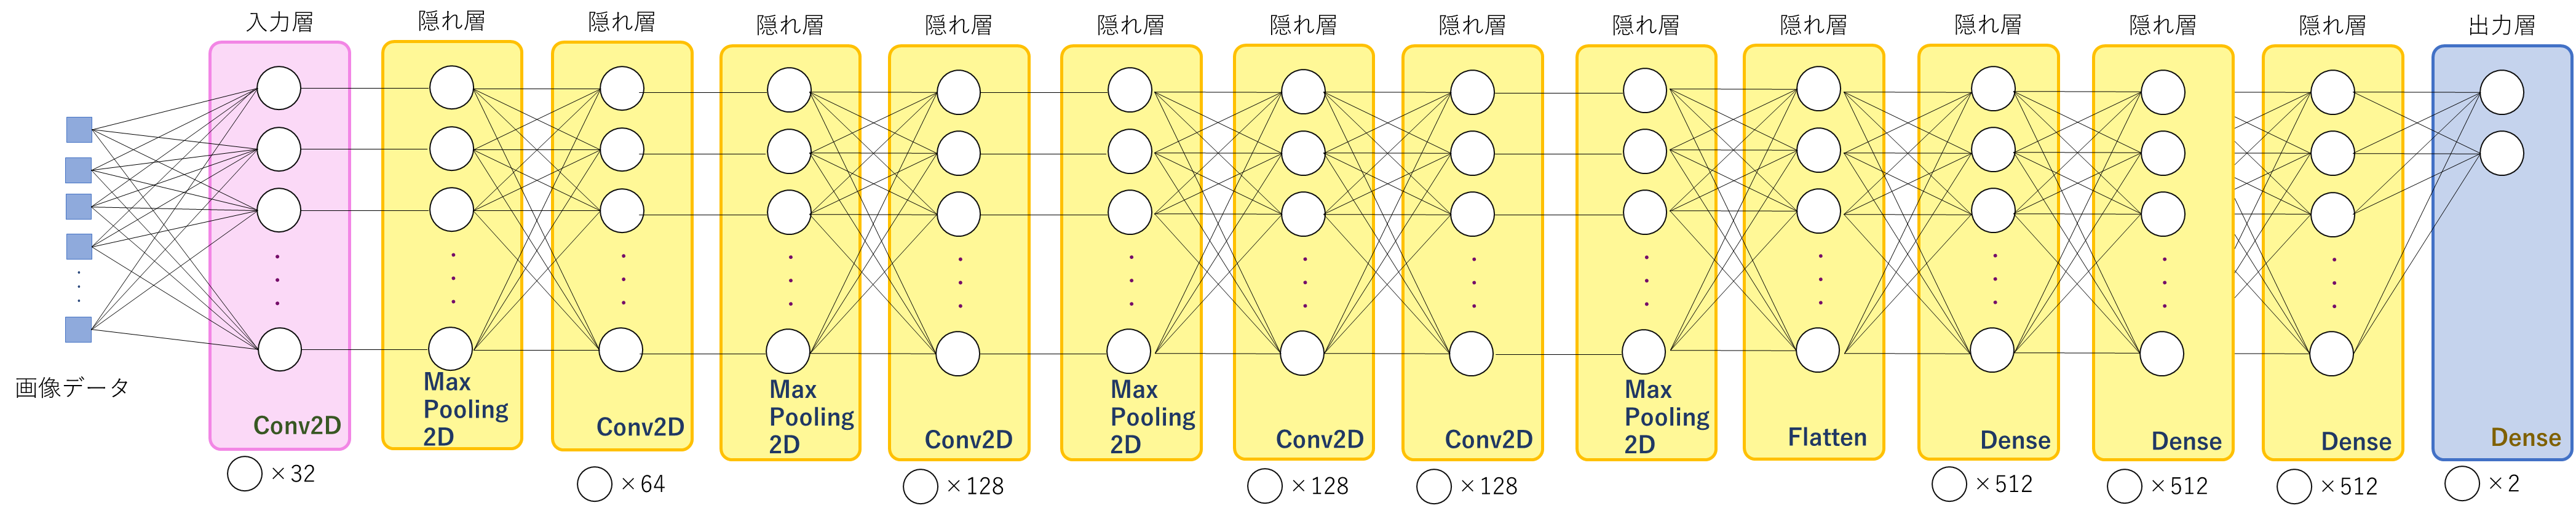 入力層
隠れ層
隠れ層
隠れ層
隠れ層
隠れ層
隠れ層
隠れ層
隠れ層
隠れ層
隠れ層
隠れ層
隠れ層
出力層
画像データ
Conv2D
Max
Pooling
2D
Conv2D
Max
Pooling
2D
Conv2D
Max
Pooling
2D
Conv2D
Conv2D
Max
Pooling
2D
Flatten
Dense
Dense
Dense
Dense
×32
×64
×128
×128
×128
×512
×512
×512
×2